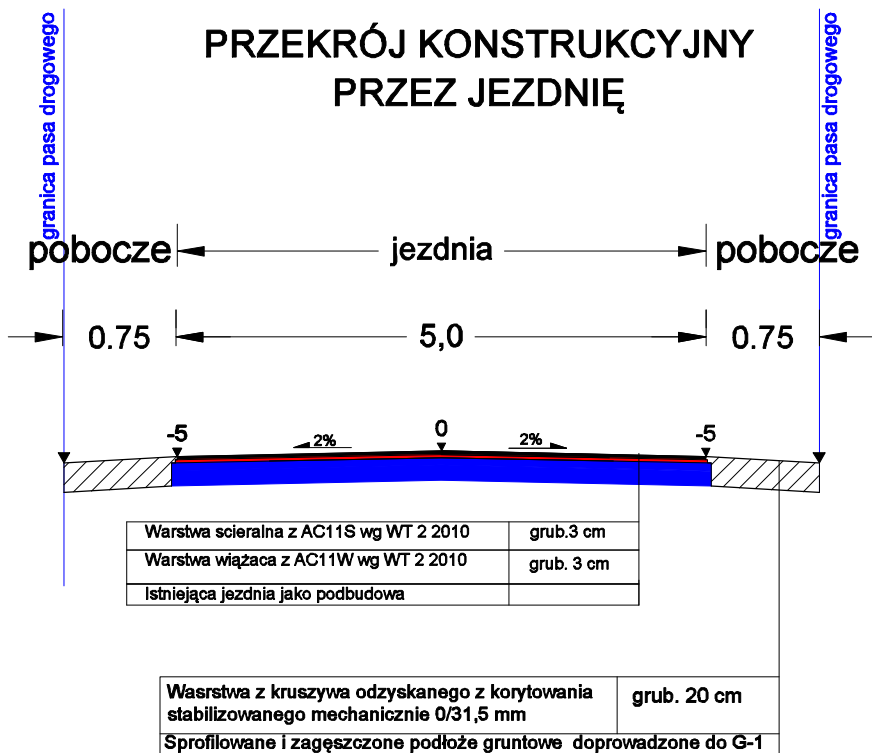 PRZEKRÓJ KONSTRUKCYJNY
PRZEZ JEZDNIĘ
granica pasa drogowego
granica pasa drogowego
pobocze jezdnia pobocze
0.75 5,0 0.75
-5 0 -5
2% 2%
Warstwa scieralna z AC11S wg WT 2 2010 grub.3 cm
Warstwa wiążaca z AC11W wg WT 2 2010 grub. 3 cm
Istniejąca jezdnia jako podbudowa
Wasrstwa z kruszywa odzyskanego z korytowania grub. 20 cm
stabilizowanego mechanicznie 0/31,5 mm
Sprofilowane i zagęszczone podłoże gruntowe doprowadzone do G-1